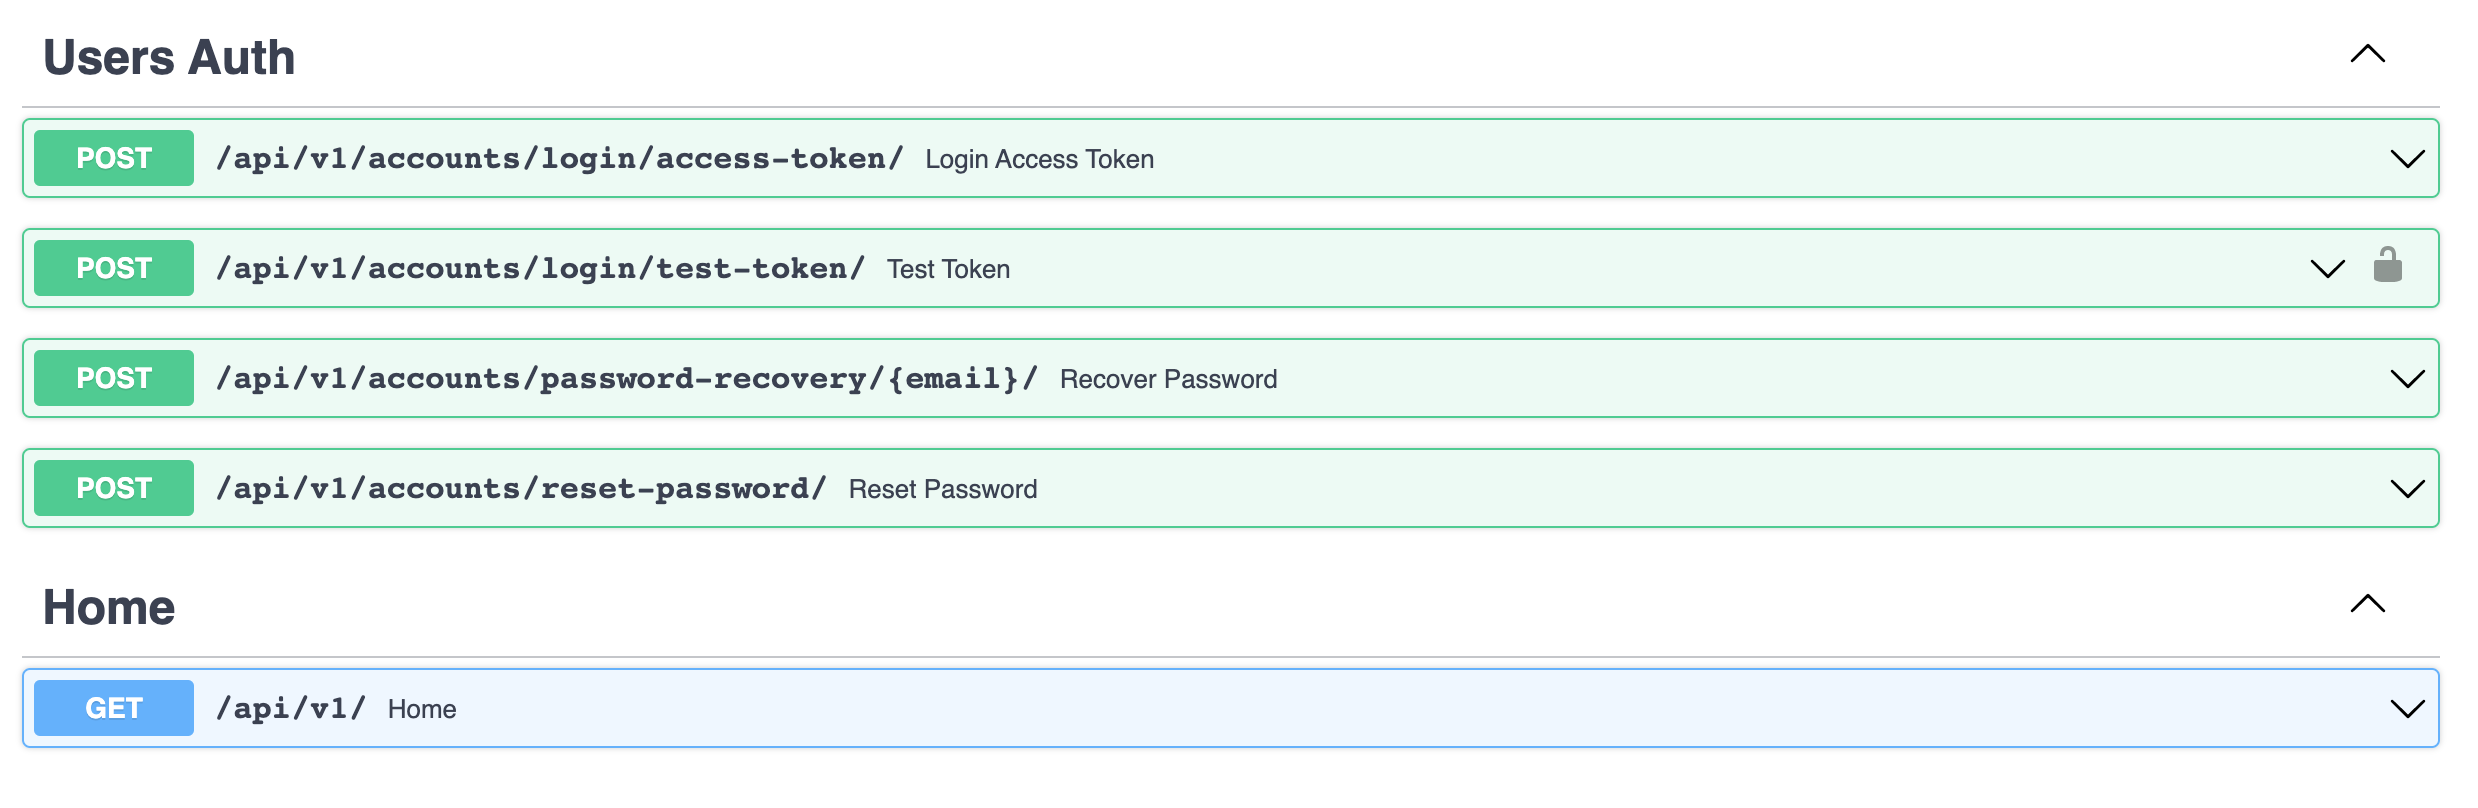 Users Auth
POST /api/v1/accounts/login/access-token/ Login Access Token
POST /api/v1/accounts/login/test-token/ Test Token
POST /api/v1/accounts/password-recovery/{email}/ Recover Password
POST /api/v1/accounts/reset-password/ Reset Password
Home
GET /api/v1/ Home